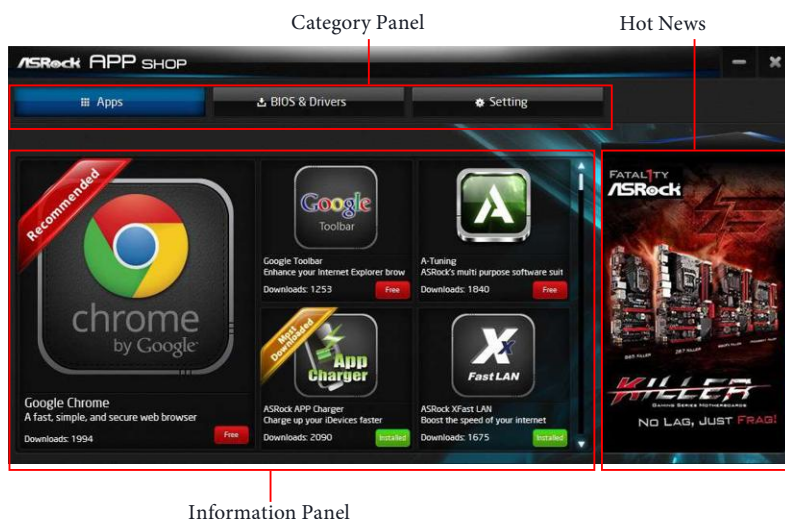 Category Panel
Hot News
ASRock APP SHOP
Apps
BIOS & Drivers
Setting
Recommended
chrome
by Google
Google Chrome
A fast, simple, and secure web browser
Downloads: 1994
Free
Google
Toolbar
Google Toolbar
Enhance your Internet Explorer brow
Downloads: 1253
Free
A-Tuning
ASRock's multi purpose software suit
Downloads: 1840
Free
Most
Downloaded
App
Charger
ASRock APP Charger
Charge up your iDevices faster
Downloads: 2090
Installed
X
Fast LAN
ASRock XFast LAN
Boost the speed of your internet
Downloads: 1675
Installed
FATAL1TY
ASRock
KILLER
GAMING SERIES MOTHERBOARDS
NO LAG, JUST FRAG!
Information Panel